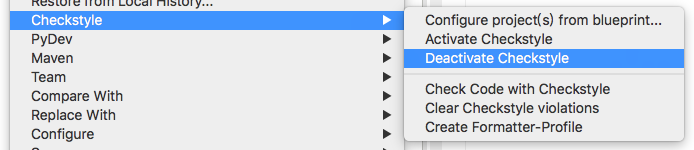 Restore from Local History...
Checkstyle
PyDev
Maven
Team
Compare With
Replace With
Configure
Configure project(s) from blueprint...
Activate Checkstyle
Deactivate Checkstyle
Check Code with Checkstyle
Clear Checkstyle violations
Create Formatter-Profile